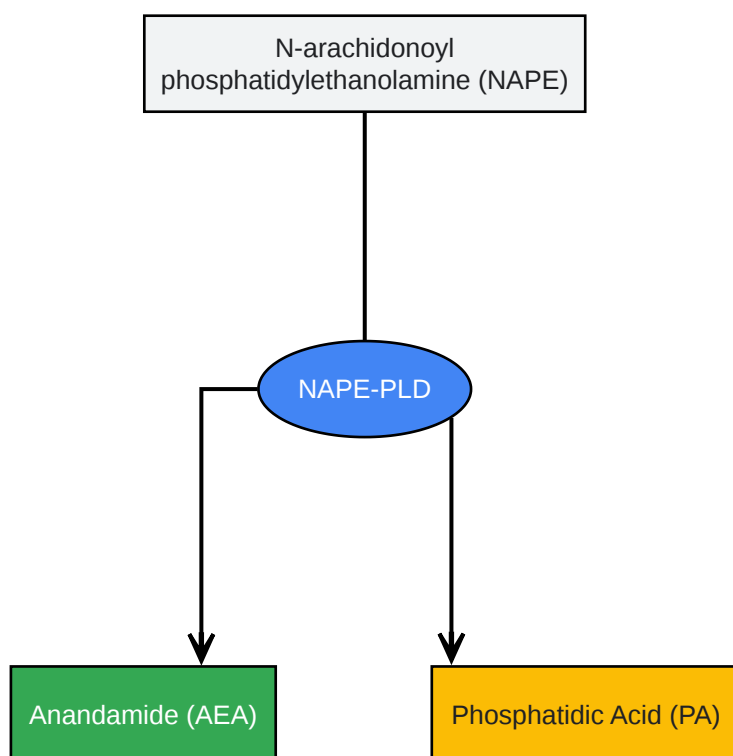 N-arachidonoyl
phosphatidylethanolamine (NAPE)
NAPE-PLD
Anandamide (AEA)
Phosphatidic Acid (PA)